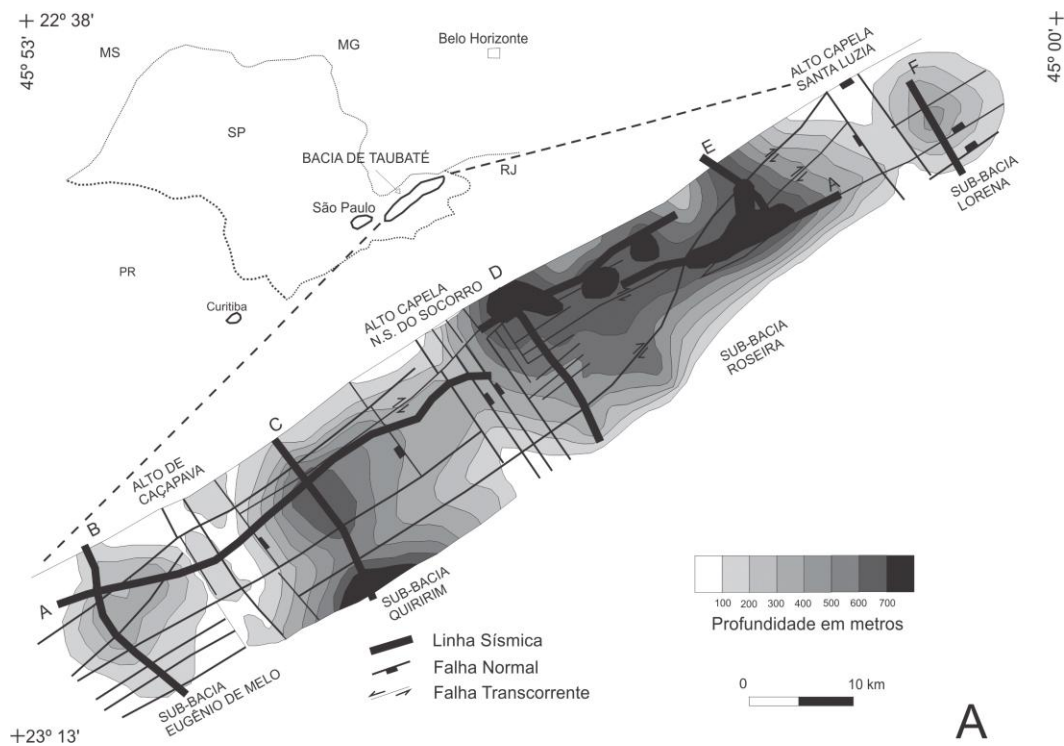 22º 38'
45º 53'
45º 00'
MS
MG
Belo Horizonte
SP
BACIA DE TAUBATÉ
RJ
São Paulo
PR
Curitiba
ALTO CAPELA
SANTA LUZIA
F
E
A
SUB-BACIA
LORENA
D
ALTO CAPELA
N.S. DO SOCORRO
SUB-BACIA
ROSEIRA
C
ALTO DE
CAÇAPAVA
B
A
SUB-BACIA
QUIRIRIM
SUB-BACIA
EUGÊNIO DE MELO
100 200 300 400 500 600 700
Profundidade em metros
Linha Sísmica
Falha Normal
Falha Transcorrente
0 10 km
23º 13'
A